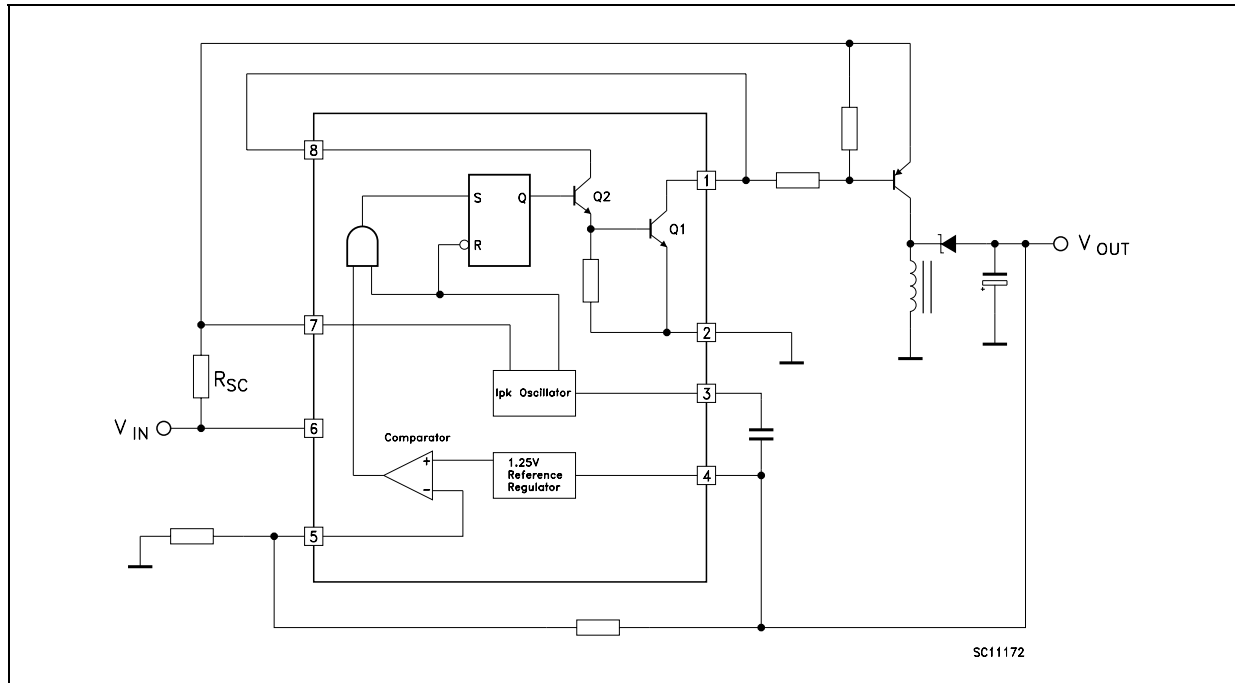 8
S Q
Q2
1
R
Q1
V OUT
7
2
R SC
Ipk Oscillator
3
V IN
6
Comparator
+
1.25V
Reference
Regulator
4
−
5
+
SC11172